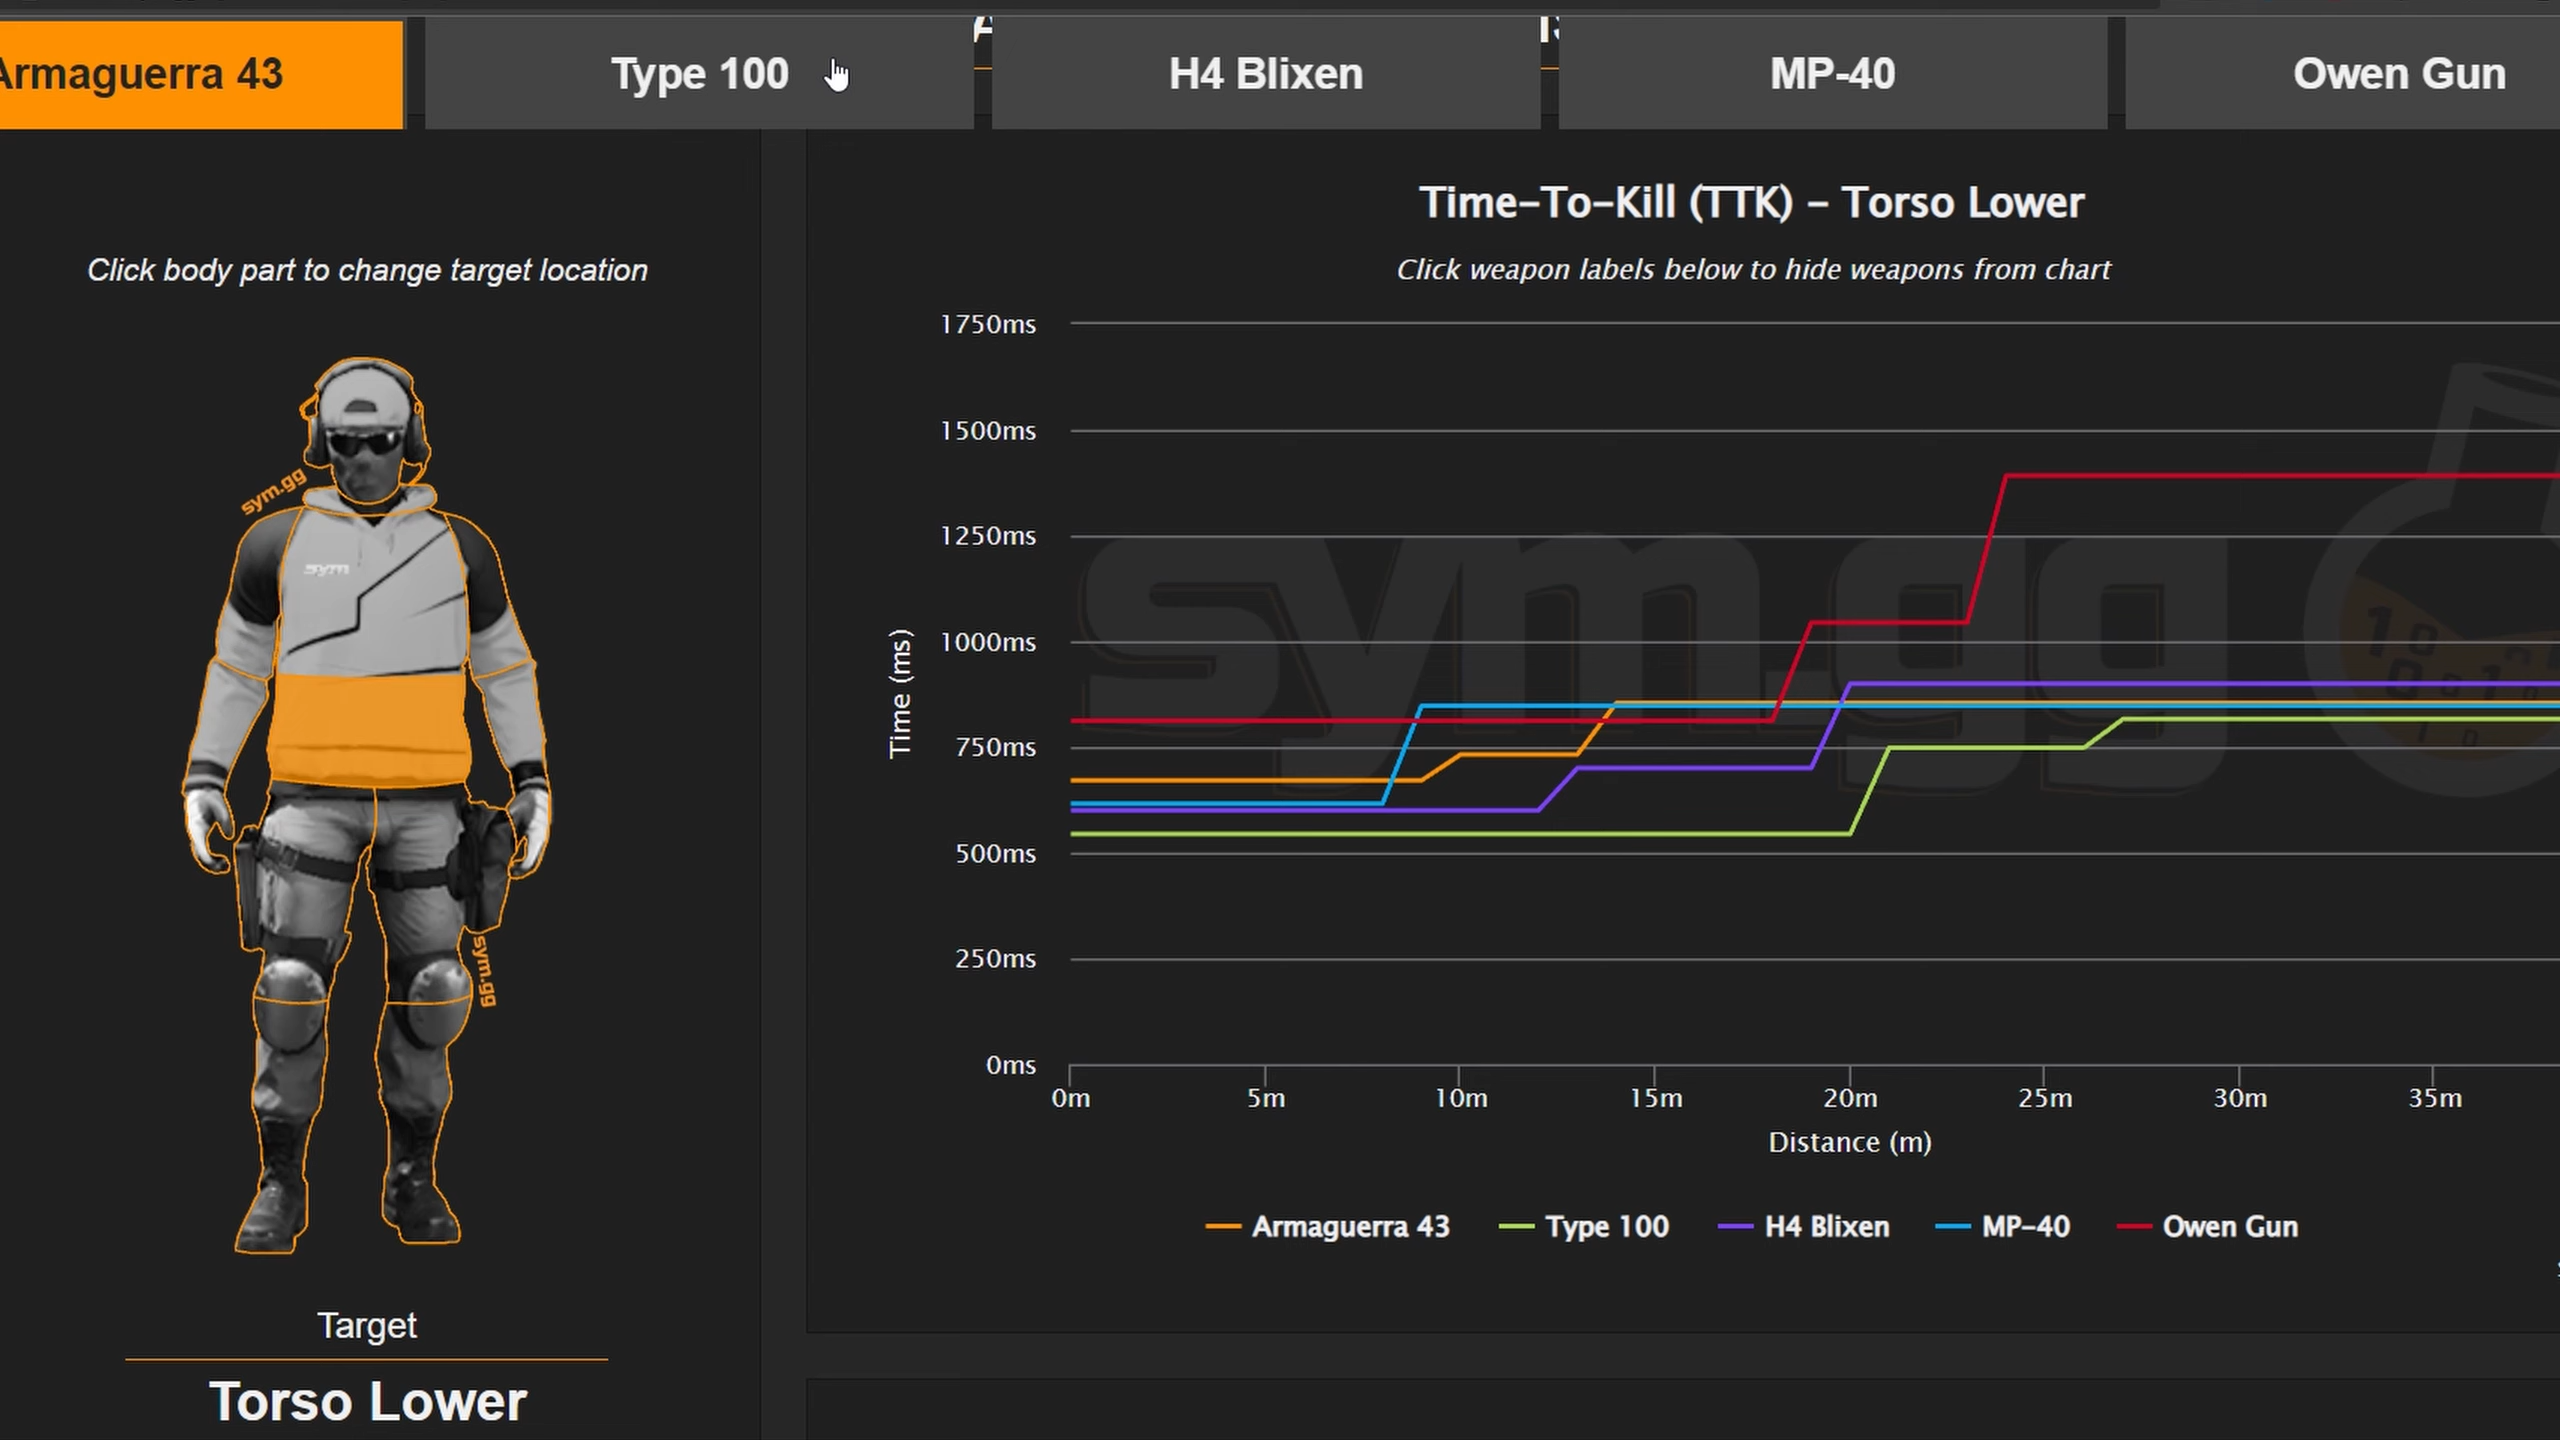 Armaguerra 43
Type 100
H4 Blixen
MP-40
Owen Gun
Click body part to change target location
sym.gg
sym
sym.gg
Target
Torso Lower
Time-To-Kill (TTK) - Torso Lower
Click weapon labels below to hide weapons from chart
1750ms
1500ms
1250ms
1000ms
750ms
500ms
250ms
0ms
Time (ms)
sym.gg
0m
5m
10m
15m
20m
25m
30m
35m
Distance (m)
Armaguerra 43
Type 100
H4 Blixen
MP-40
Owen Gun